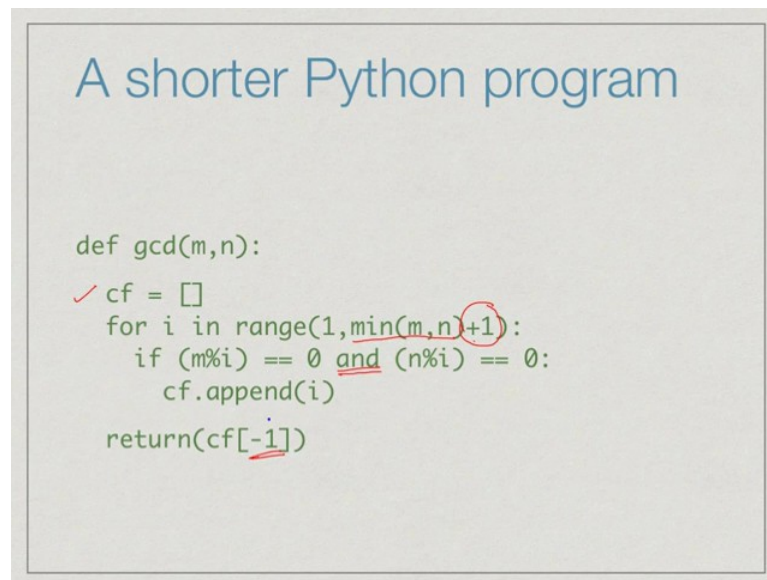 A shorter Python program
def gcd(m,n):
cf = []
for i in range(1,min(m,n)+1):
if (m%i) == 0 and (n%i) == 0:
cf.append(i)
return(cf[-1])